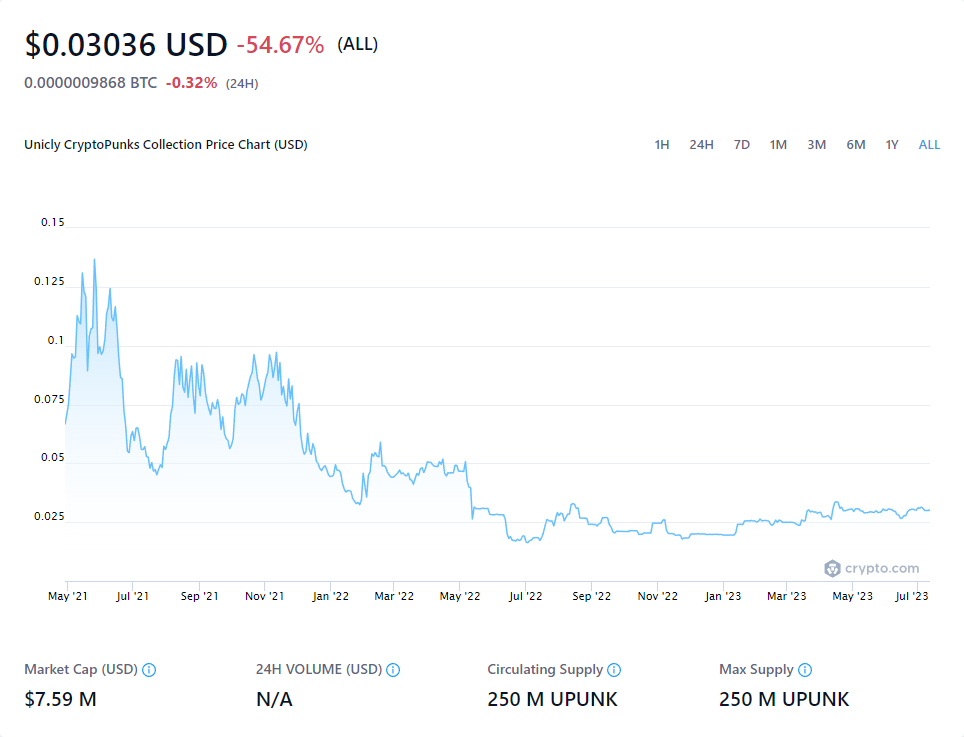 $0.03036 USD -54.67% (ALL)
0.0000009868 BTC -0.32% (24H)
Unicly CryptoPunks Collection Price Chart (USD) 1H 24H 7D 1M 3M 6M 1Y ALL
0.15
0.125
0.1
0.075
0.05
0.025
crypto.com
May '21 Jul '21 Sep '21 Nov '21 Jan '22 Mar '22 May '22 Jul '22 Sep '22 Nov '22 Jan '23 Mar '23 May '23 Jul '23
Market Cap (USD) 24H VOLUME (USD) Circulating Supply Max Supply
$7.59 M N/A 250 M UPUNK 250 M UPUNK